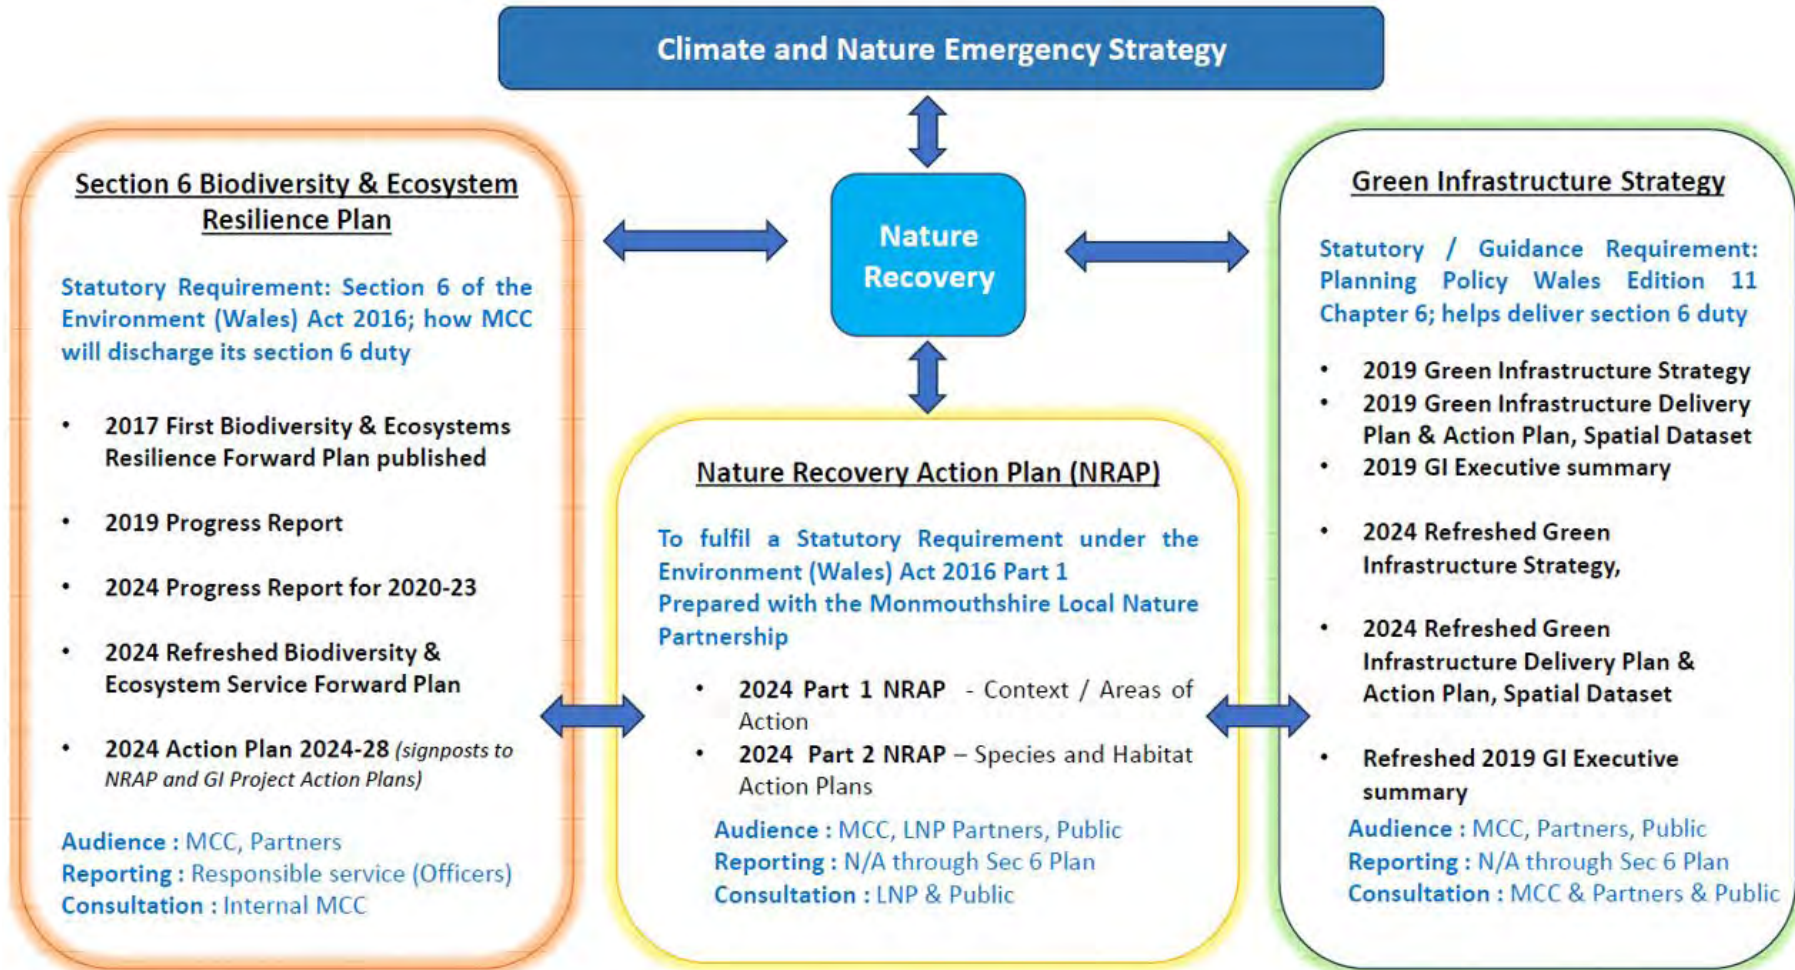 Climate and Nature Emergency Strategy
Nature
Recovery
Section 6 Biodiversity & Ecosystem
Resilience Plan
Statutory Requirement: Section 6 of the
Environment (Wales) Act 2016; how MCC
will discharge its section 6 duty
• 2017 First Biodiversity & Ecosystems
Resilience Forward Plan published
• 2019 Progress Report
• 2024 Progress Report for 2020-23
• 2024 Refreshed Biodiversity &
Ecosystem Service Forward Plan
• 2024 Action Plan 2024-28 (signposts to
NRAP and GI Project Action Plans)
Audience : MCC, Partners
Reporting : Responsible service (Officers)
Consultation : Internal MCC
Nature Recovery Action Plan (NRAP)
To fulfil a Statutory Requirement under the
Environment (Wales) Act 2016 Part 1
Prepared with the Monmouthshire Local Nature
Partnership
• 2024 Part 1 NRAP - Context / Areas of
Action
• 2024 Part 2 NRAP – Species and Habitat
Action Plans
Audience : MCC, LNP Partners, Public
Reporting : N/A through Sec 6 Plan
Consultation : LNP & Public
Green Infrastructure Strategy
Statutory / Guidance Requirement:
Planning Policy Wales Edition 11
Chapter 6; helps deliver section 6 duty
• 2019 Green Infrastructure Strategy
• 2019 Green Infrastructure Delivery
Plan & Action Plan, Spatial Dataset
• 2019 GI Executive summary
• 2024 Refreshed Green
Infrastructure Strategy,
• 2024 Refreshed Green
Infrastructure Delivery Plan &
Action Plan, Spatial Dataset
• Refreshed 2019 GI Executive
summary
Audience : MCC, Partners, Public
Reporting : N/A through Sec 6 Plan
Consultation : MCC & Partners & Public